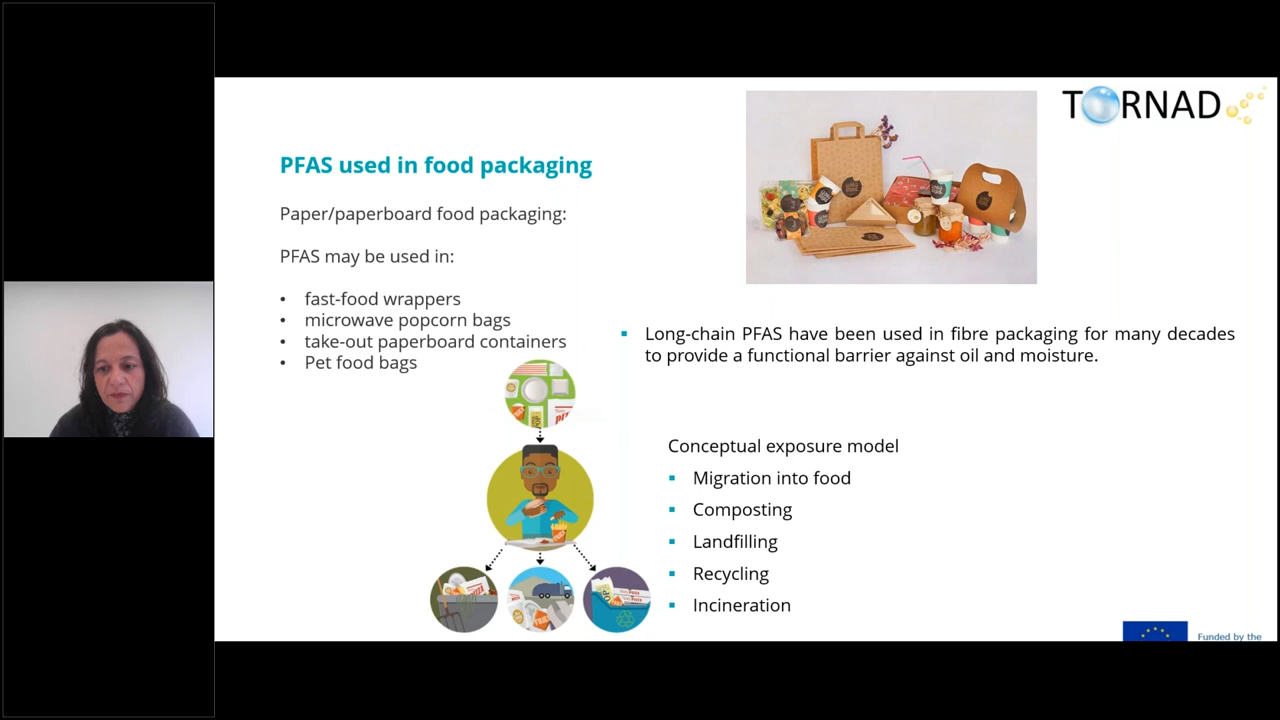 TORNAD
PFAS used in food packaging
Paper/paperboard food packaging:
PFAS may be used in:
• fast-food wrappers
• microwave popcorn bags
• take-out paperboard containers
• Pet food bags
▪ Long-chain PFAS have been used in fibre packaging for many decades
to provide a functional barrier against oil and moisture.
Conceptual exposure model
▪ Migration into food
▪ Composting
▪ Landfilling
▪ Recycling
▪ Incineration
Funded by the